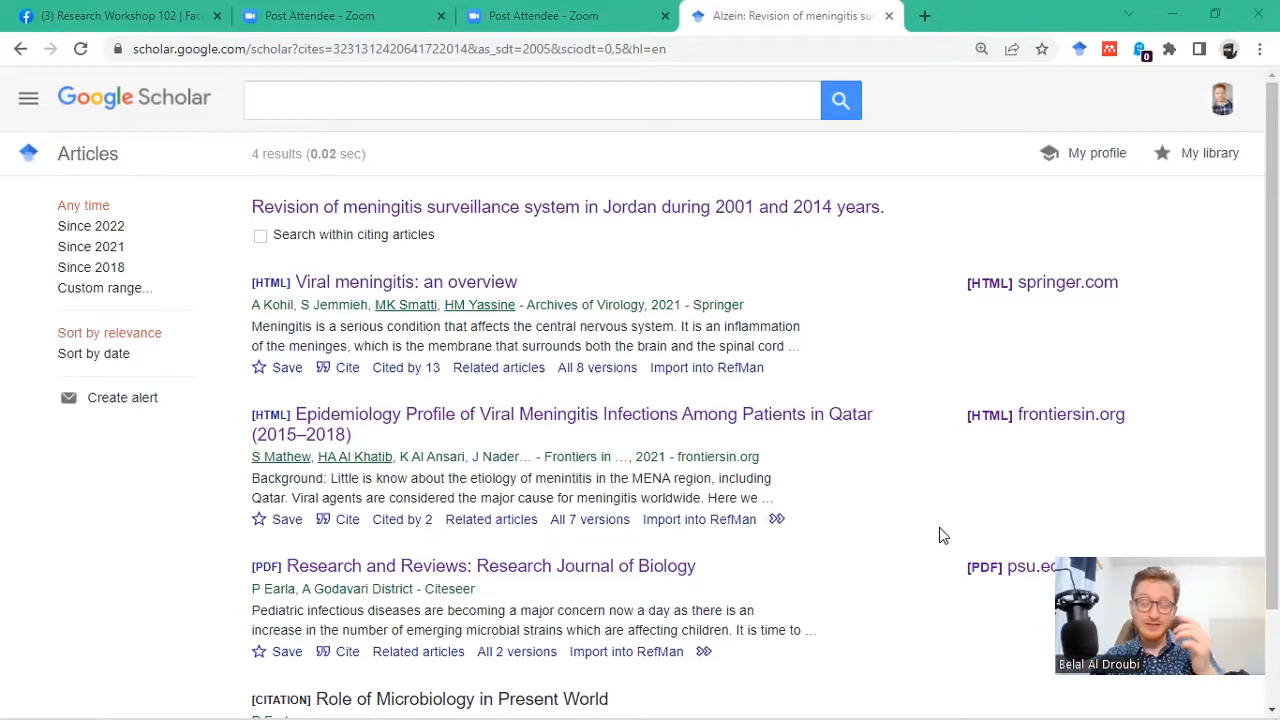 (3) Research Workshop 102 | Fac
Post Attendee - Zoom
Post Attendee - Zoom
Alzein: Revision of meningitis su
scholar.google.com/scholar?cites=3231312420641722014&as_sdt=2005&sciodt=0,5&hl=en
0
Google Scholar
Articles
4 results (0.02 sec)
My profile
My library
Any time
Since 2022
Since 2021
Since 2018
Custom range...
Sort by relevance
Sort by date
Create alert
Revision of meningitis surveillance system in Jordan during 2001 and 2014 years.
Search within citing articles
[HTML] Viral meningitis: an overview
[HTML] springer.com
A Kohil, S Jemmieh, MK Smatti, HM Yassine - Archives of Virology, 2021 - Springer
Meningitis is a serious condition that affects the central nervous system. It is an inflammation
of the meninges, which is the membrane that surrounds both the brain and the spinal cord ...
Save Cite Cited by 13 Related articles All 8 versions Import into RefMan
[HTML] Epidemiology Profile of Viral Meningitis Infections Among Patients in Qatar
(2015–2018)
[HTML] frontiersin.org
S Mathew, HA Al Khatib, K Al Ansari, J Nader... - Frontiers in ..., 2021 - frontiersin.org
Background: Little is know about the etiology of menintitis in the MENA region, including
Qatar. Viral agents are considered the major cause for meningitis worldwide. Here we ...
Save Cite Cited by 2 Related articles All 7 versions Import into RefMan
[PDF] Research and Reviews: Research Journal of Biology
[PDF] psu.ed
P Earla, A Godavari District - Citeseer
Pediatric infectious diseases are becoming a major concern now a day as there is an
increase in the number of emerging microbial strains which are affecting children. It is time to ...
Save Cite Related articles All 2 versions Import into RefMan
[CITATION] Role of Microbiology in Present World
Belal Al Droubi